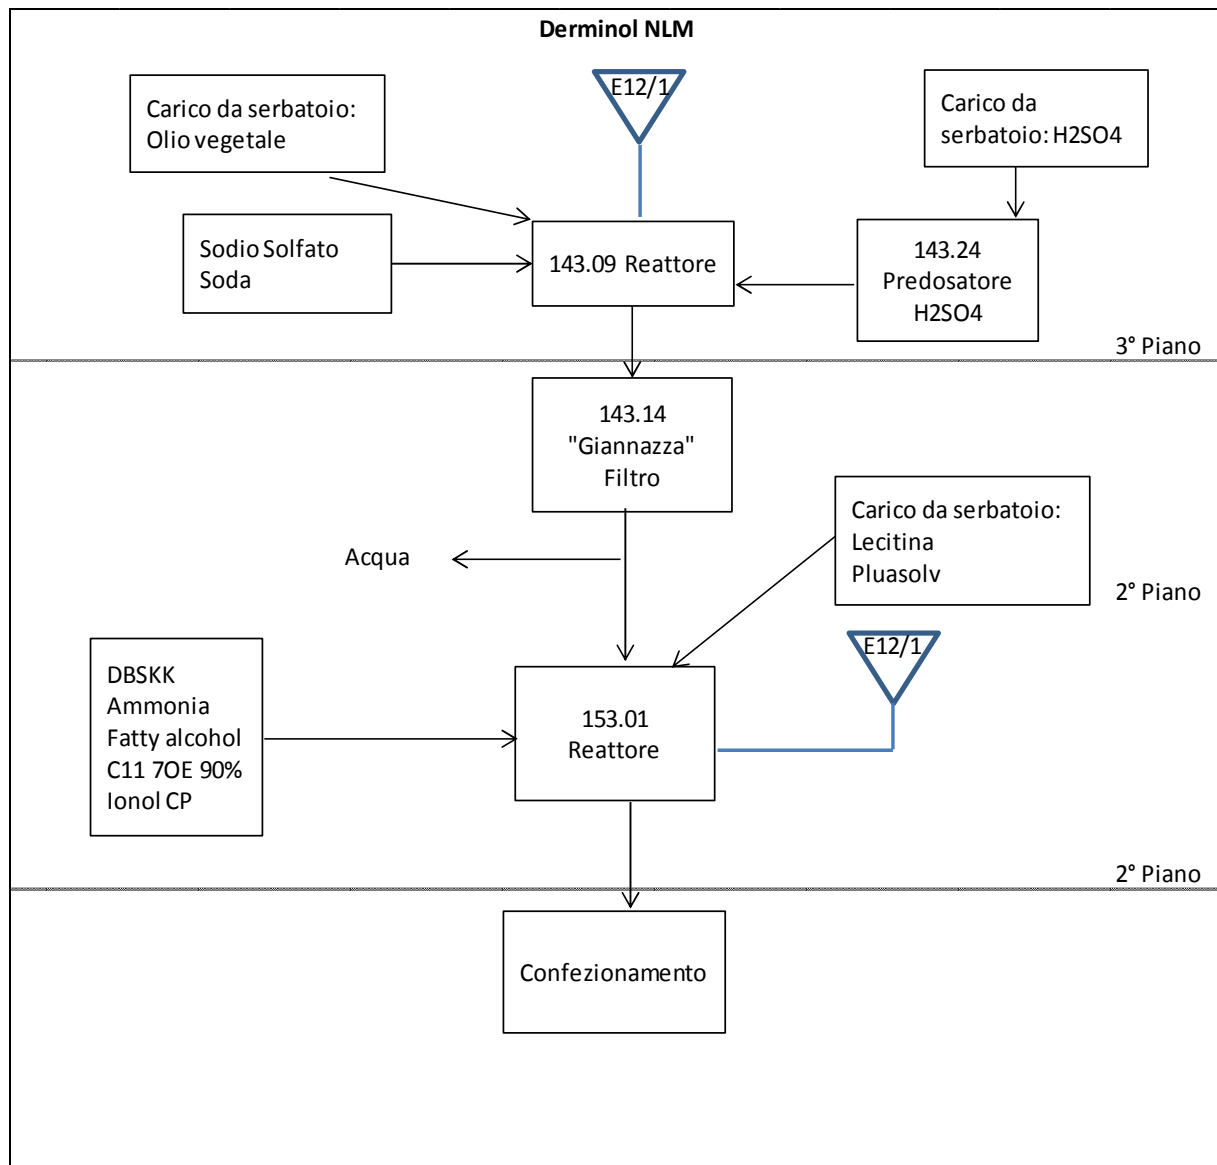 Derminol NLM
Carico da serbatoio:
Olio vegetale
E12/1
Carico da
serbatoio: H2SO4
Sodio Solfato
Soda
143.09 Reattore
143.24
Predosatore
H2SO4
3° Piano
143.14
"Giannazza"
Filtro
Carico da serbatoio:
Lecitina
Pluasolv
Acqua
2° Piano
E12/1
DBSKK
Ammonia
Fatty alcohol
C11 7OE 90%
Ionol CP
153.01
Reattore
2° Piano
Confezionamento